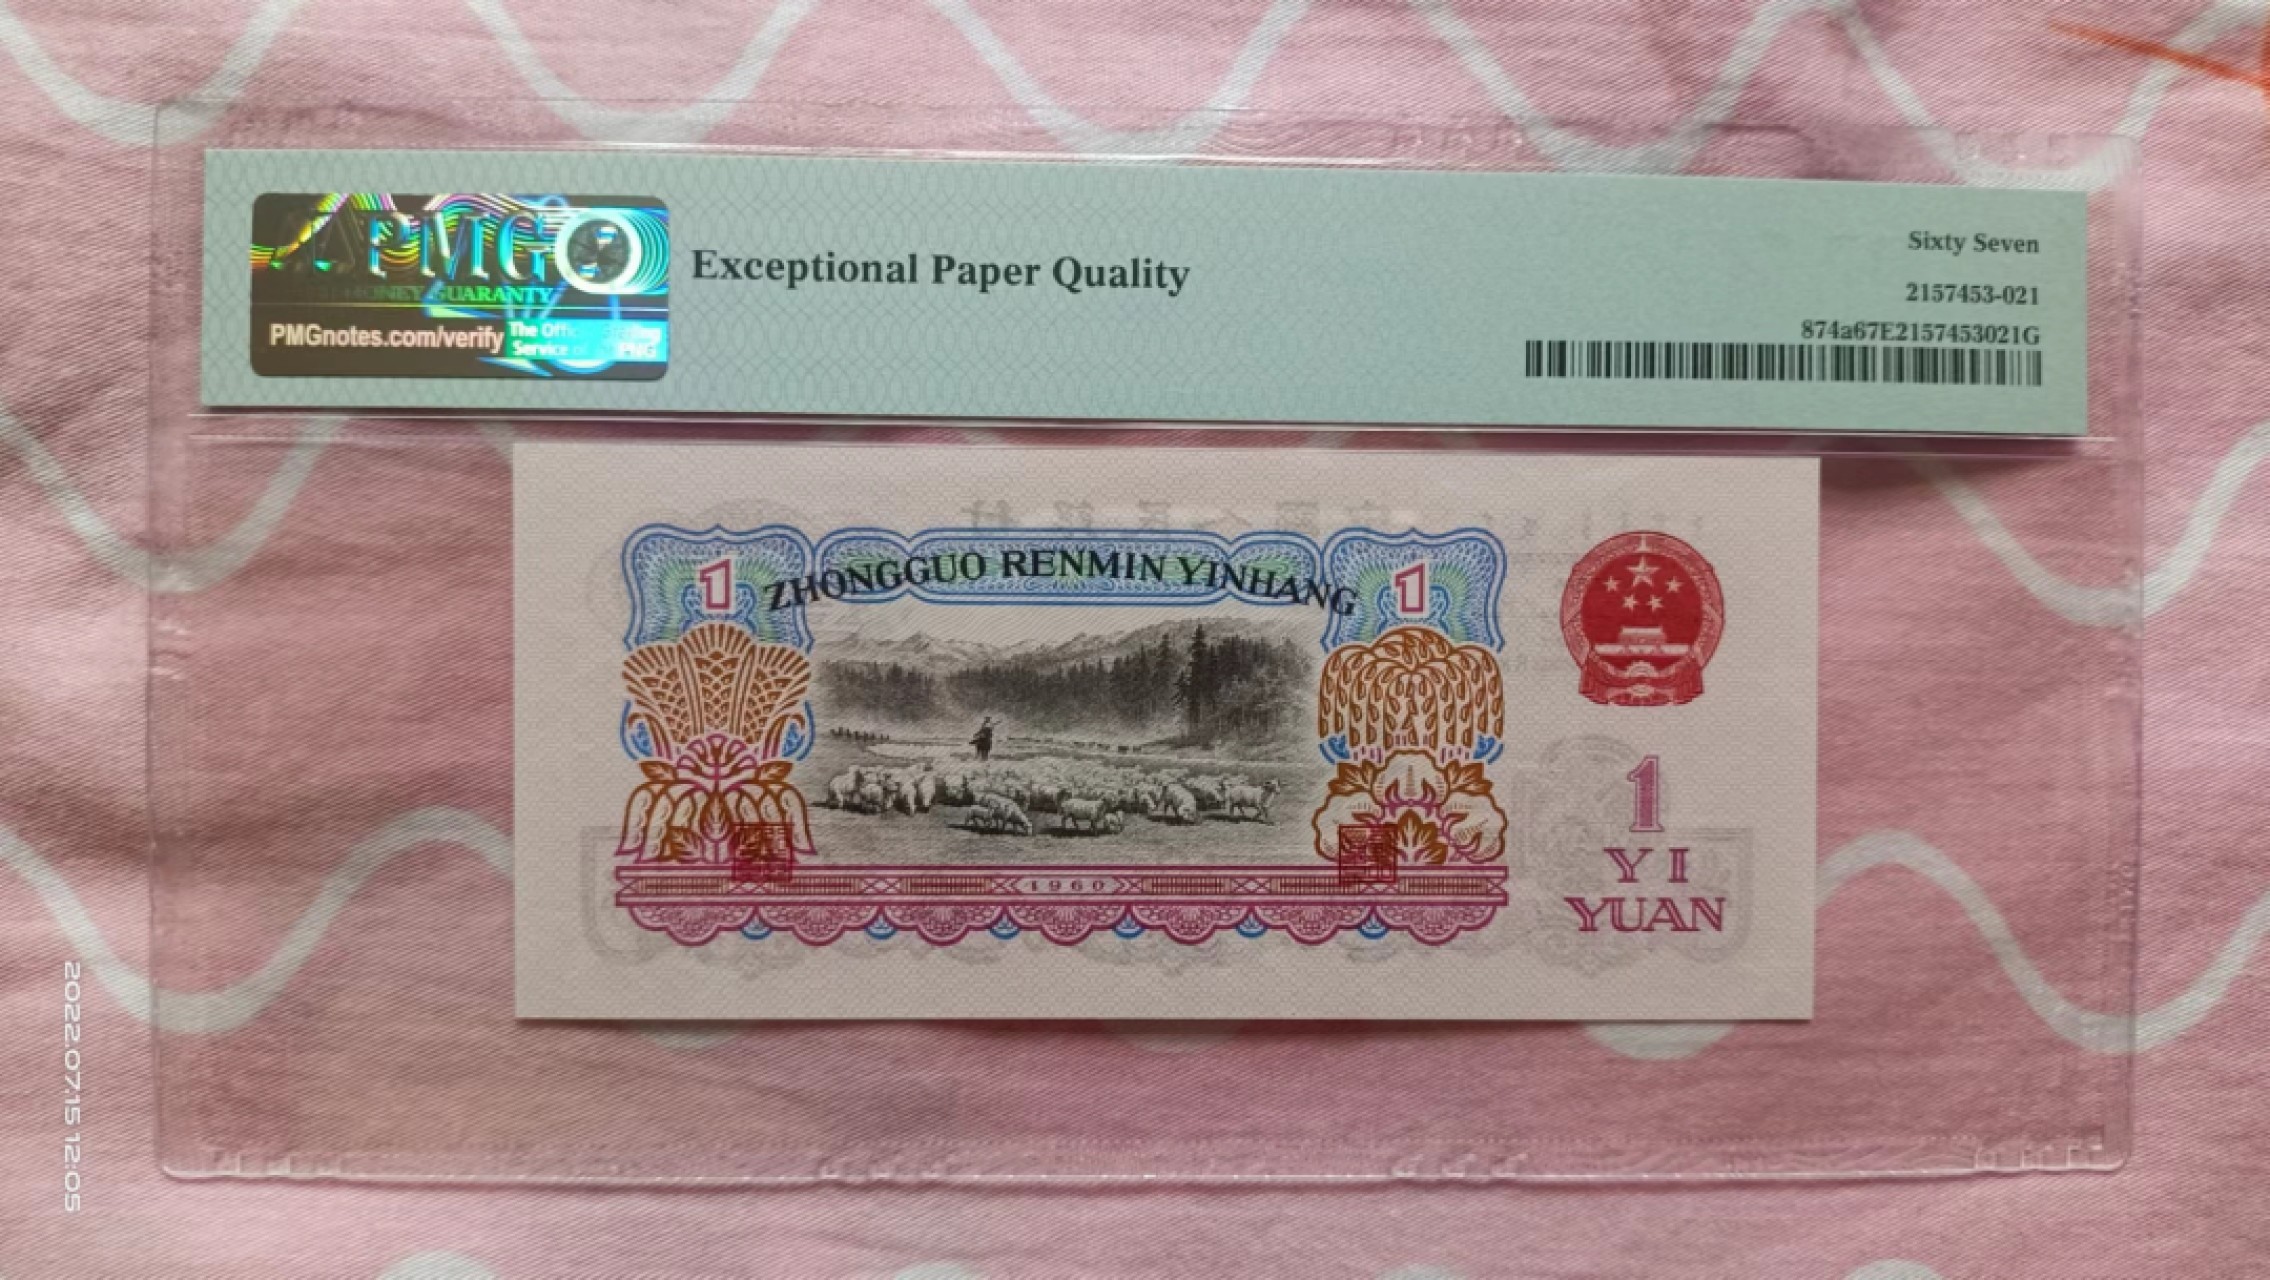 PMG
PMGnotes.com/verify
Exceptional Paper Quality
Sixty Seven
2157453-021
874a67E2157453021G
ZHONGGUO RENMIN YINHANG
1
1
1960
1
YI
YUAN
2022.07.15 12:05